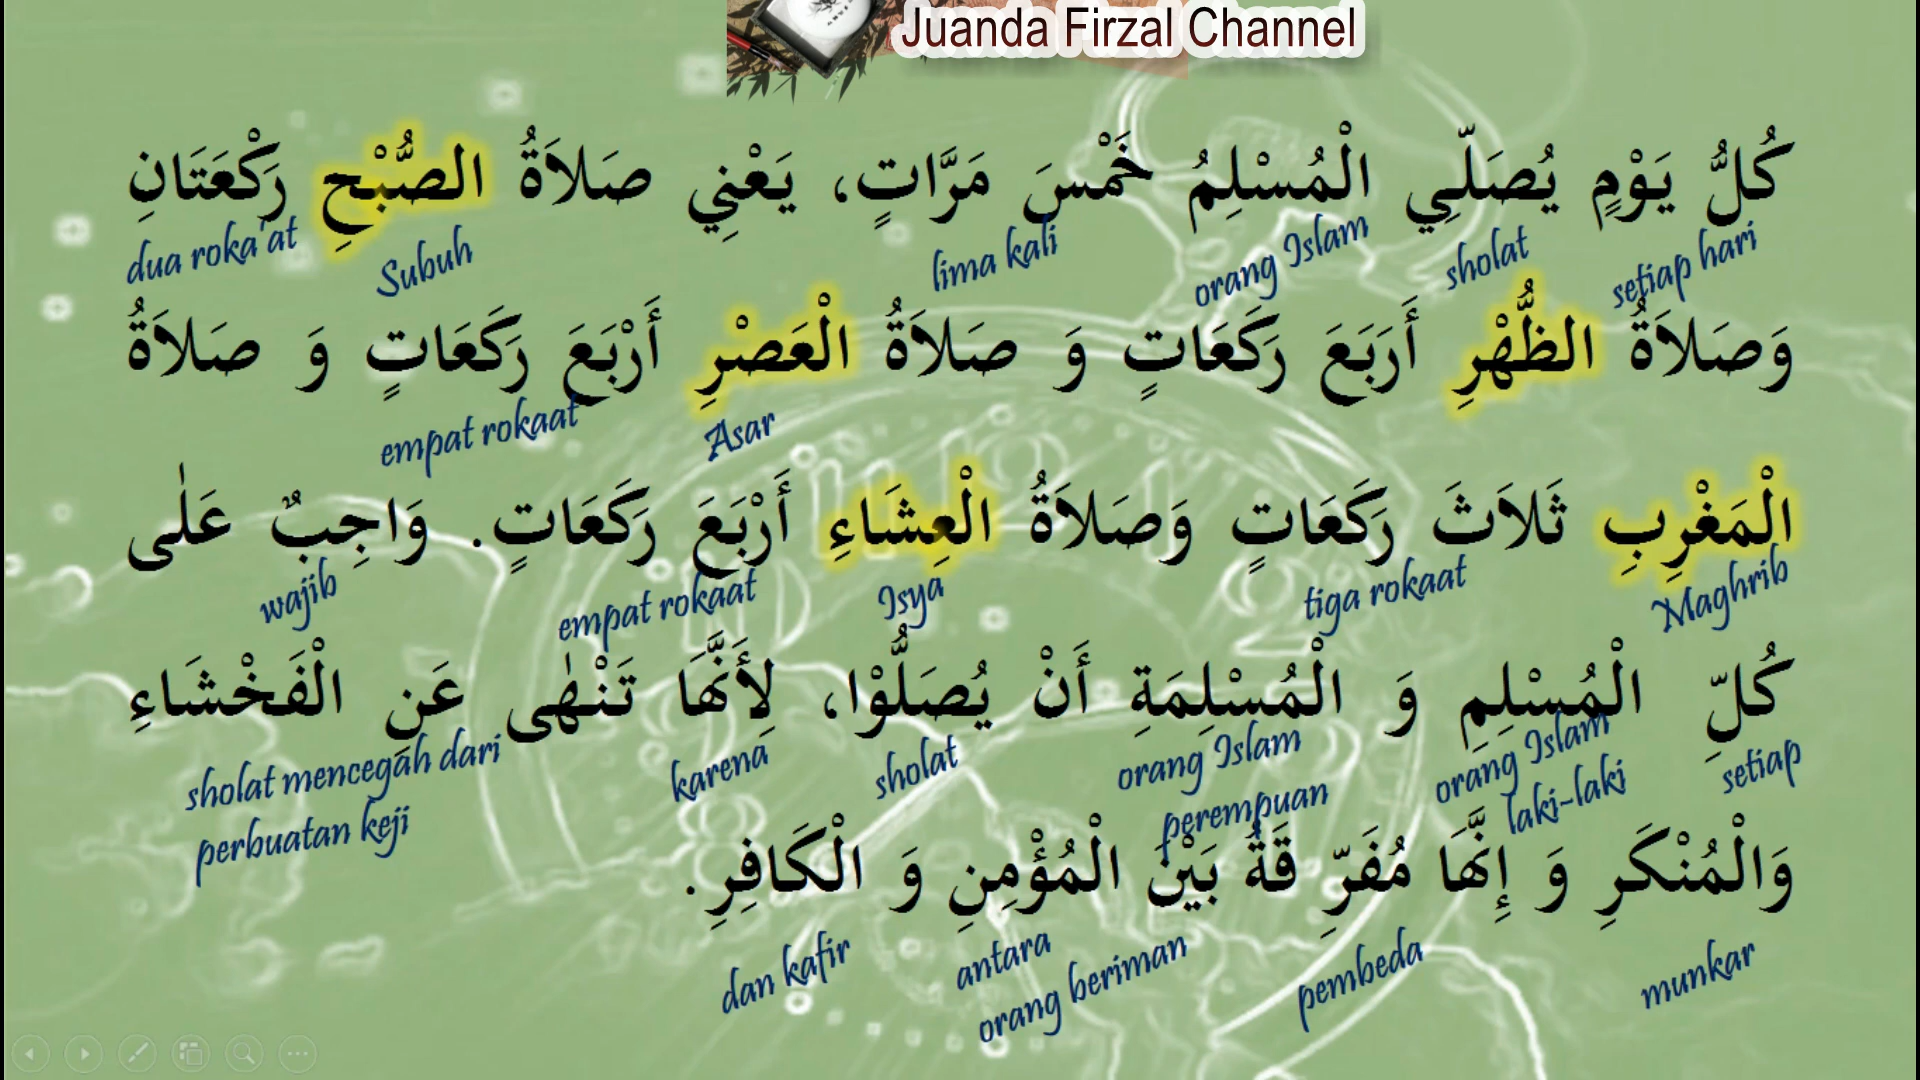 Juanda Firzal Channel
كُلُّ يَوْمٍ يُصَلِّي الْمُسْلِمُ خَمْسَ مَرَّاتٍ، يَعْنِي صَلاَةُ الصُّبْحِ رَكْعَتَانِ
setiap hari sholat orang Islam lima kali Subuh dua roka'at
وَصَلاَةُ الظُّهْرِ أَرَبَعَ رَكَعَاتٍ وَ صَلاَةُ الْعَصْرِ أَرْبَعَ رَكَعَاتٍ وَ صَلاَةُ
Asar empat rokaat
الْمَغْرِبِ ثَلاَثَ رَكَعَاتٍ وَصَلاَةُ الْعِشَاءِ أَرْبَعَ رَكَعَاتٍ. وَاجِبٌ عَلٰى
Maghrib tiga rokaat Isya empat rokaat wajib
كُلِّ الْمُسْلِمِ وَ الْمُسْلِمَةِ أَنْ يُصَلُّوْا، لِأَنَّهَا تَنْهٰى عَنِ الْفَخْشَاءِ
setiap orang Islam laki-laki orang Islam perempuan sholat karena sholat mencegah dari perbuatan keji
وَالْمُنْكَرِ وَ إِنَّهَا مُفَرِّ قَةٌ بَيْنَ الْمُؤْمِنِ وَ الْكَافِرِ.
munkar pembeda antara orang beriman dan kafir